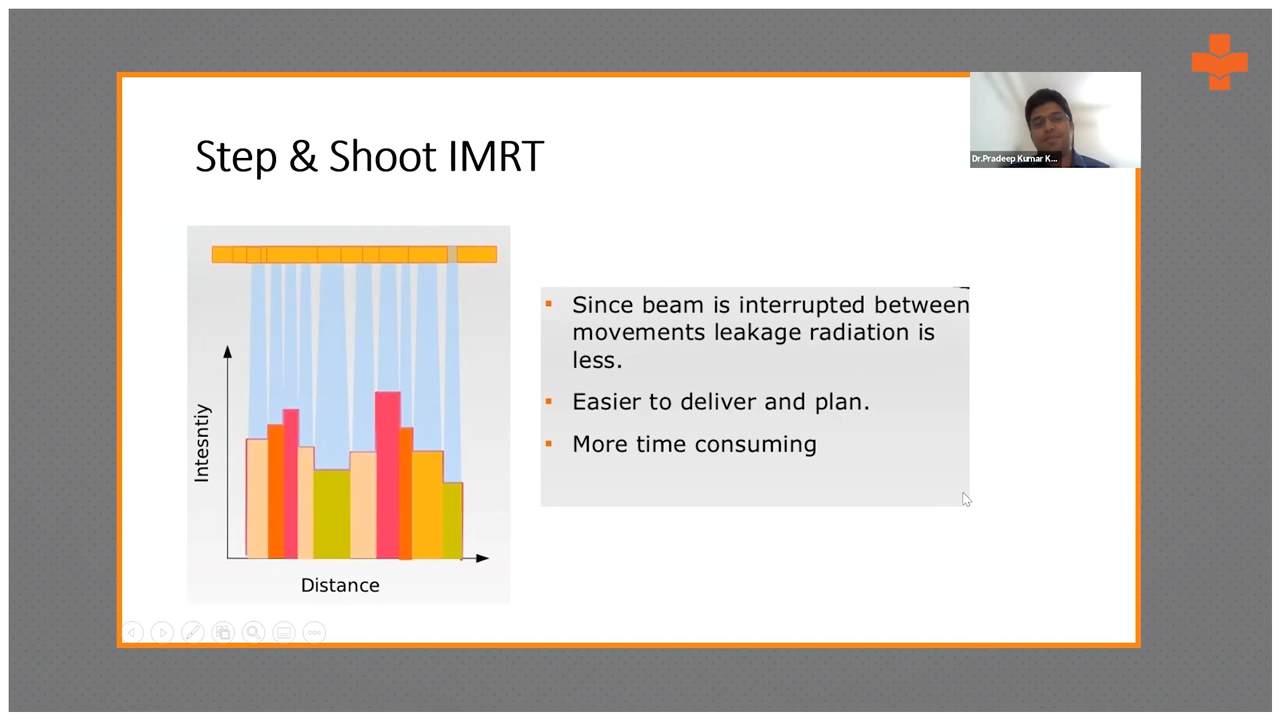 Step & Shoot IMRT
Dr.Pradeep Kumar K...
Intesntiy
Distance
Since beam is interrupted between
movements leakage radiation is
less.
Easier to deliver and plan.
More time consuming